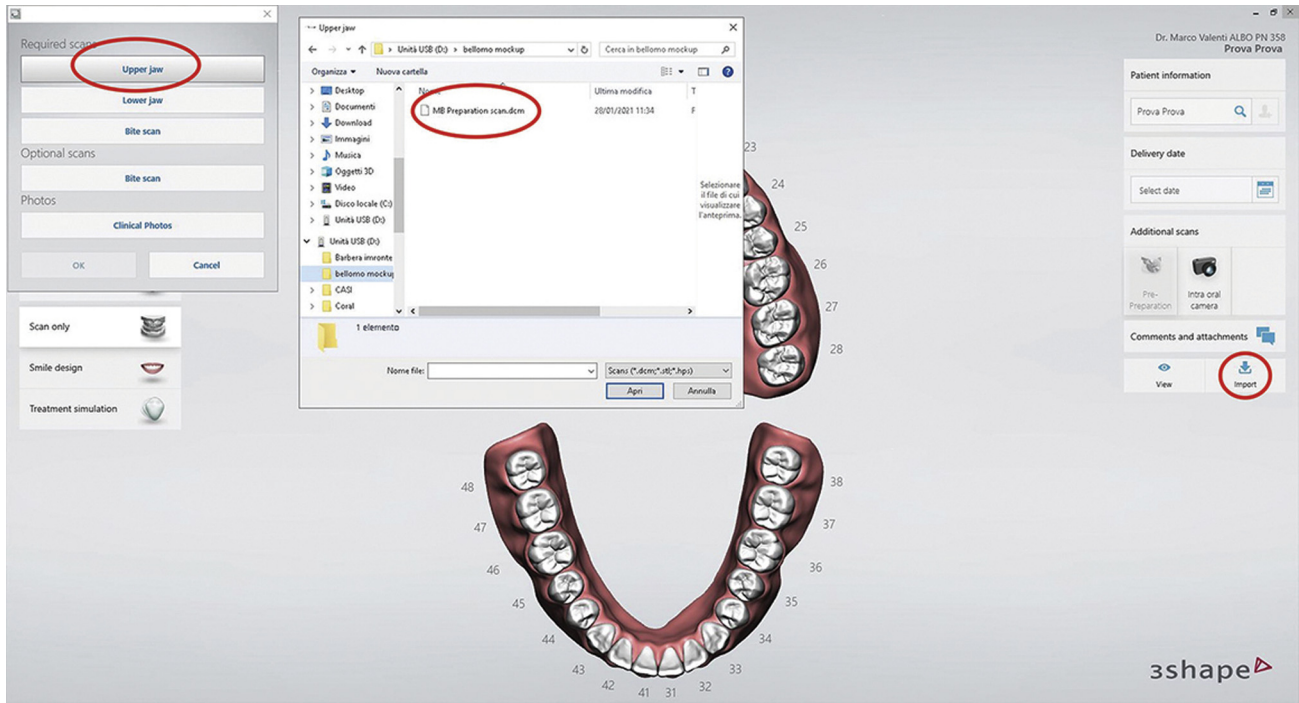 Required scans
Upper jaw
Lower jaw
Bite scan
Optional scans
Bite scan
Photos
Clinical Photos
OK
Cancel
Scan only
Smile design
Treatment simulation
Upper jaw
Unità USB (D:) › bellomo mockup
Cerca in bellomo mockup
Organizza
Nuova cartella
Desktop
Documenti
Download
Immagini
Musica
Oggetti 3D
Video
Disco locale (C:)
Unità USB (D:)
Unità USB (D:)
Barbera impronte
bellomo mockup
CASI
Coral
Ultima modifica
MB Preparation scan.dcm
28/01/2021 11:34
Selezionare
il file di cui
visualizzare
l'anteprima.
1 elemento
Nome file:
Scans (*.dcm;*.stl;*.hps)
Apri
Annulla
Dr. Marco Valenti ALBO PN 358
Prova Prova
Patient information
Prova Prova
Delivery date
Select date
Additional scans
Pre-
Preparation
Intra oral
camera
Comments and attachments
View
Import
23
24
25
26
27
28
48
47
46
45
44
43
42
41
31
32
33
34
35
36
37
38
3shape